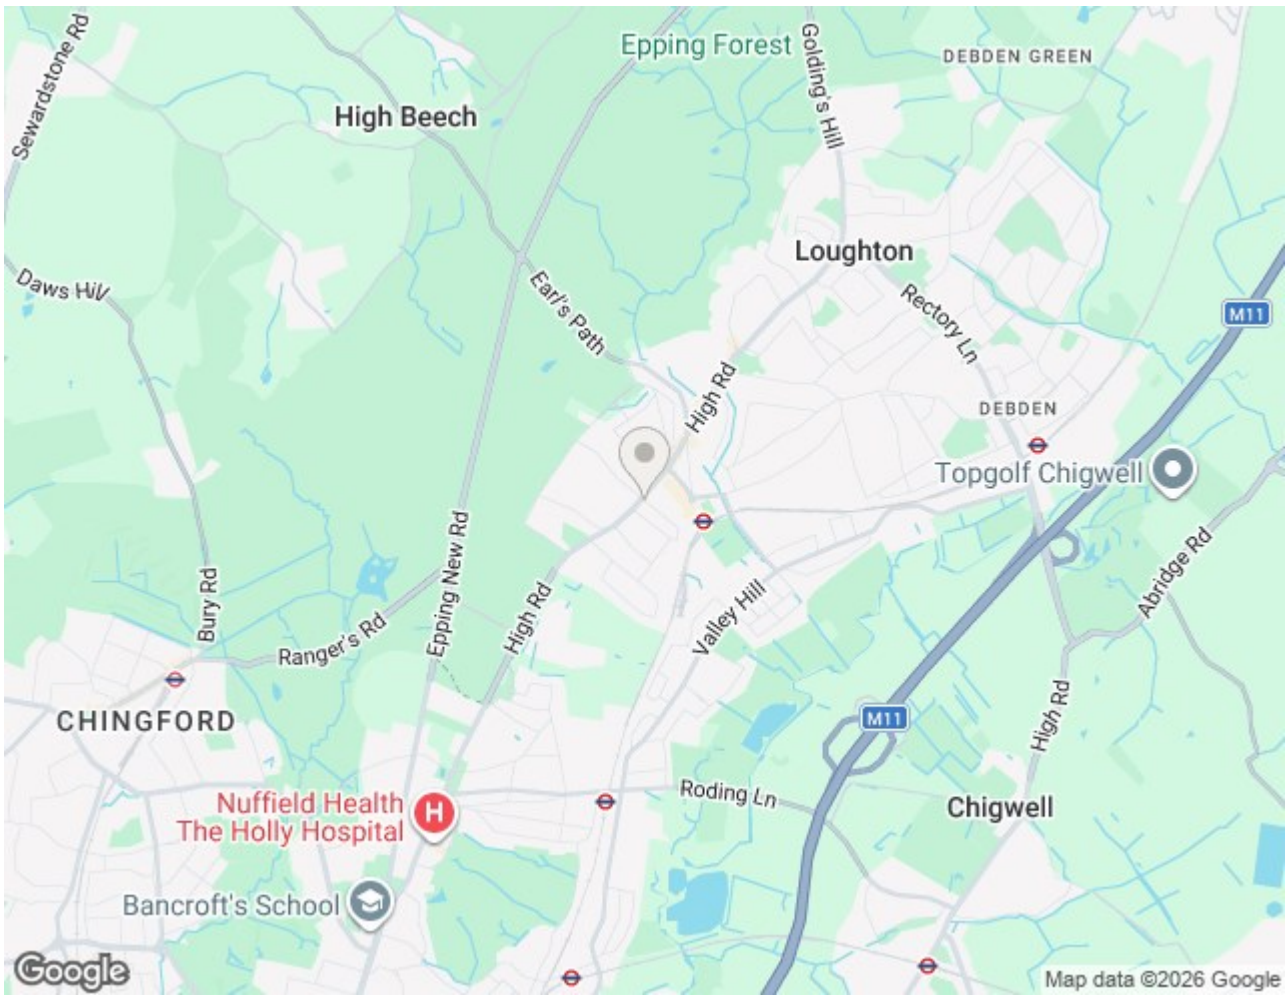 Sewardstone Rd
Epping Forest
Golding's Hill
DEBDEN GREEN
High Beech
Loughton
Daws Hil
Earl's Path
Rectory Ln
M11
High Rd
DEBDEN
Topgolf Chigwell
Epping New Rd
Abridge Rd
Bury Rd
High Rd
Valley Hill
Ranger's Rd
CHINGFORD
High Rd
M11
Roding Ln
Nuffield Health
The Holly Hospital
H
Chigwell
Bancroft's School
Google
Map data ©2026 Google